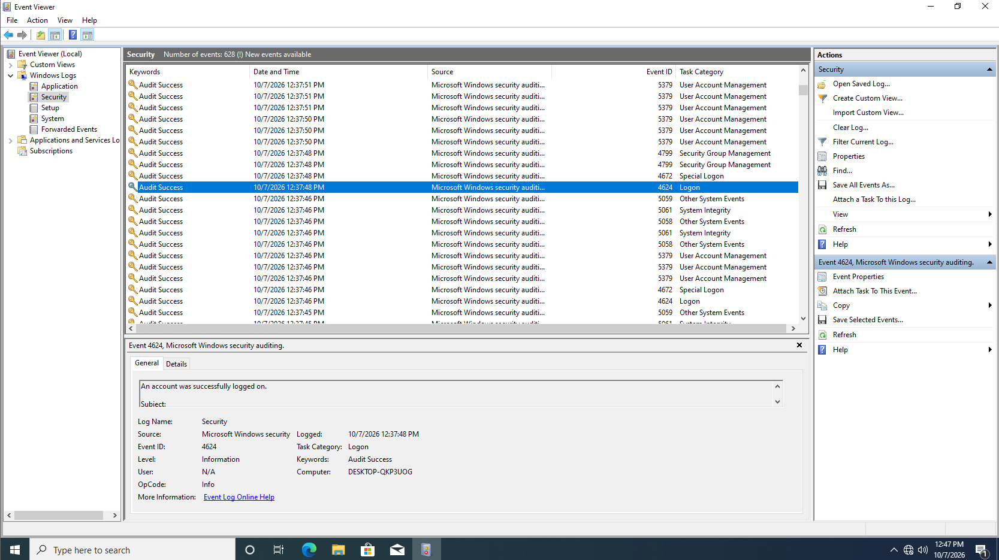 Event Viewer
File Action View Help
Event Viewer (Local)
Custom Views
Windows Logs
Application
Security
Setup
System
Forwarded Events
Applications and Services Lo
Subscriptions
Security Number of events: 628 (!) New events available
Keywords Date and Time Source Event ID Task Category
Audit Success 10/7/2026 12:37:51 PM Microsoft Windows security auditi... 5379 User Account Management
Audit Success 10/7/2026 12:37:51 PM Microsoft Windows security auditi... 5379 User Account Management
Audit Success 10/7/2026 12:37:51 PM Microsoft Windows security auditi... 5379 User Account Management
Audit Success 10/7/2026 12:37:50 PM Microsoft Windows security auditi... 5379 User Account Management
Audit Success 10/7/2026 12:37:50 PM Microsoft Windows security auditi... 5379 User Account Management
Audit Success 10/7/2026 12:37:50 PM Microsoft Windows security auditi... 5379 User Account Management
Audit Success 10/7/2026 12:37:48 PM Microsoft Windows security auditi... 4799 Security Group Management
Audit Success 10/7/2026 12:37:48 PM Microsoft Windows security auditi... 4799 Security Group Management
Audit Success 10/7/2026 12:37:48 PM Microsoft Windows security auditi... 4672 Special Logon
Audit Success 10/7/2026 12:37:48 PM Microsoft Windows security auditi... 4624 Logon
Audit Success 10/7/2026 12:37:46 PM Microsoft Windows security auditi... 5059 Other System Events
Audit Success 10/7/2026 12:37:46 PM Microsoft Windows security auditi... 5061 System Integrity
Audit Success 10/7/2026 12:37:46 PM Microsoft Windows security auditi... 5058 Other System Events
Audit Success 10/7/2026 12:37:46 PM Microsoft Windows security auditi... 5061 System Integrity
Audit Success 10/7/2026 12:37:46 PM Microsoft Windows security auditi... 5058 Other System Events
Audit Success 10/7/2026 12:37:46 PM Microsoft Windows security auditi... 5379 User Account Management
Audit Success 10/7/2026 12:37:46 PM Microsoft Windows security auditi... 5379 User Account Management
Audit Success 10/7/2026 12:37:46 PM Microsoft Windows security auditi... 5379 User Account Management
Audit Success 10/7/2026 12:37:46 PM Microsoft Windows security auditi... 4672 Special Logon
Audit Success 10/7/2026 12:37:46 PM Microsoft Windows security auditi... 4624 Logon
Audit Success 10/7/2026 12:37:45 PM Microsoft Windows security auditi... 5059 Other System Events
Event 4624, Microsoft Windows security auditing.
General Details
An account was successfully logged on.
Subject:
Log Name: Security
Source: Microsoft Windows security Logged: 10/7/2026 12:37:48 PM
Event ID: 4624 Task Category: Logon
Level: Information Keywords: Audit Success
User: N/A Computer: DESKTOP-QKP3UOG
OpCode: Info
More Information: Event Log Online Help
Actions
Security
Open Saved Log...
Create Custom View...
Import Custom View...
Clear Log...
Filter Current Log...
Properties
Find...
Save All Events As...
Attach a Task To this Log...
View
Refresh
Help
Event 4624, Microsoft Windows security auditing.
Event Properties
Attach Task To This Event...
Copy
Save Selected Events...
Refresh
Help
Type here to search
12:47 PM
10/7/2026
1